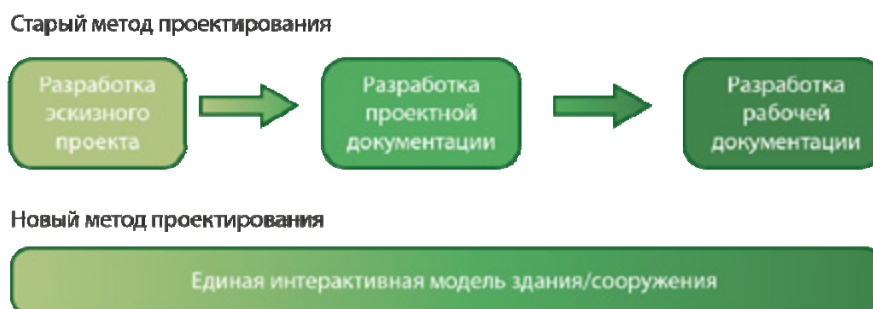 Старый метод проектирования
Разработка
эскизного
проекта
Разработка
проектной
документации
Разработка
рабочей
документации
Новый метод проектирования
Единая интерактивная модель здания/сооружения